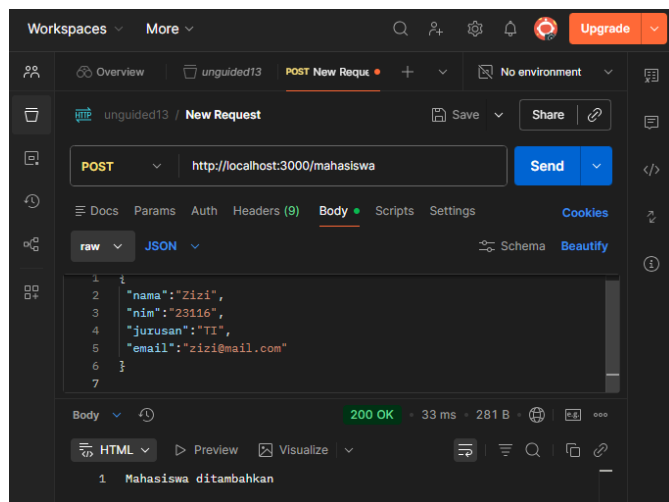 Workspaces More Upgrade
Overview unguided13 POST New Reque No environment
HTTP unguided13 / New Request Save Share
POST http://localhost:3000/mahasiswa Send
Docs Params Auth Headers (9) Body Scripts Settings Cookies
raw JSON Schema Beautify
1 {
2 "nama":"Zizi",
3 "nim":"23116",
4 "jurusan":"TI",
5 "email":"zizi@mail.com"
6 }
7
Body 200 OK 33 ms 281 B e.g.
HTML Preview Visualize
1 Mahasiswa ditambahkan